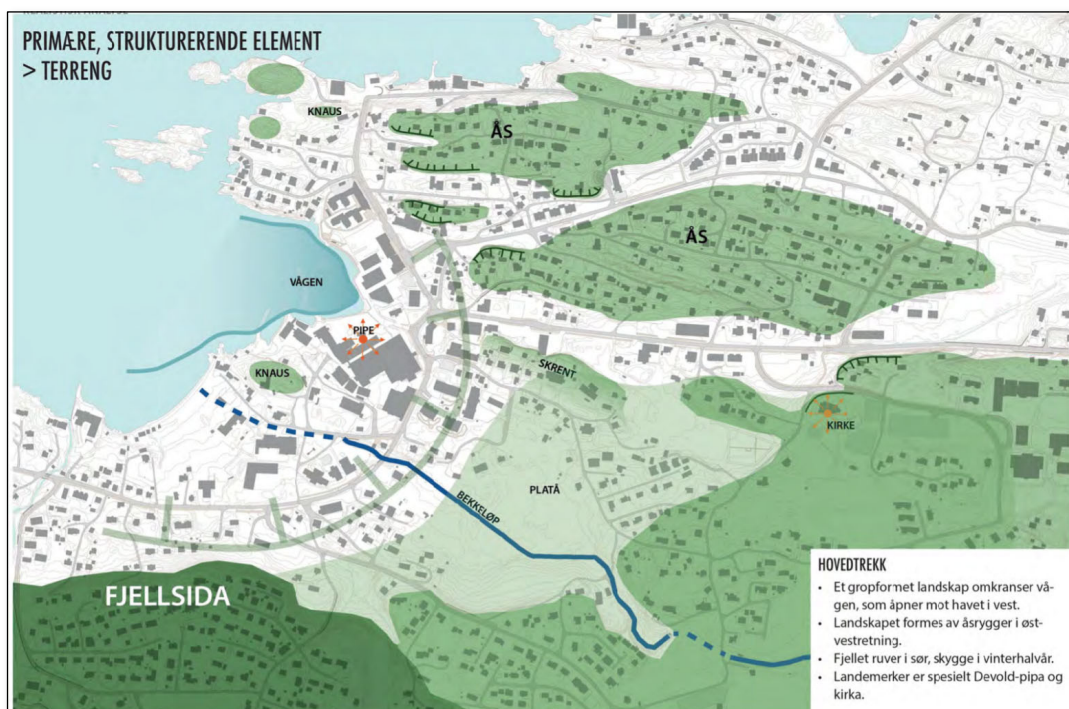 PRIMÆRE, STRUKTURERENDE ELEMENT
> TERRENG
KNAUS
ÅS
ÅS
VÅGEN
PIPE
KNAUS
SKRENT
KIRKE
PLATÅ
BEKKELØP
FJELLSIDA
HOVEDTREKK
• Et gropformet landskap omkranser vå-
gen, som åpner mot havet i vest.
• Landskapet formes av åsrygger i øst-
vestretning.
• Fjellet ruver i sør, skygge i vinterhalvår.
• Landemerker er spesielt Devold-pipa og
kirka.